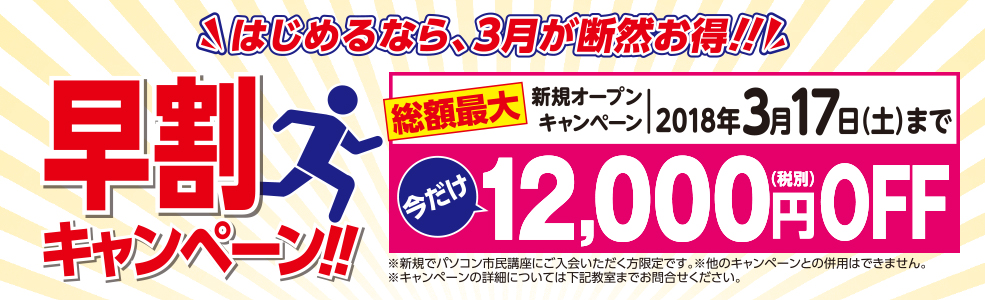 はじめるなら、3月が断然お得!!
早割
キャンペーン!!
総額最大
新規オープン
キャンペーン
2018年3月17日(土)まで
今だけ
12,000円(税別)OFF
※新規でパソコン市民講座にご入会いただく方限定です。※他のキャンペーンとの併用はできません。
※キャンペーンの詳細については下記教室までお問合せください。